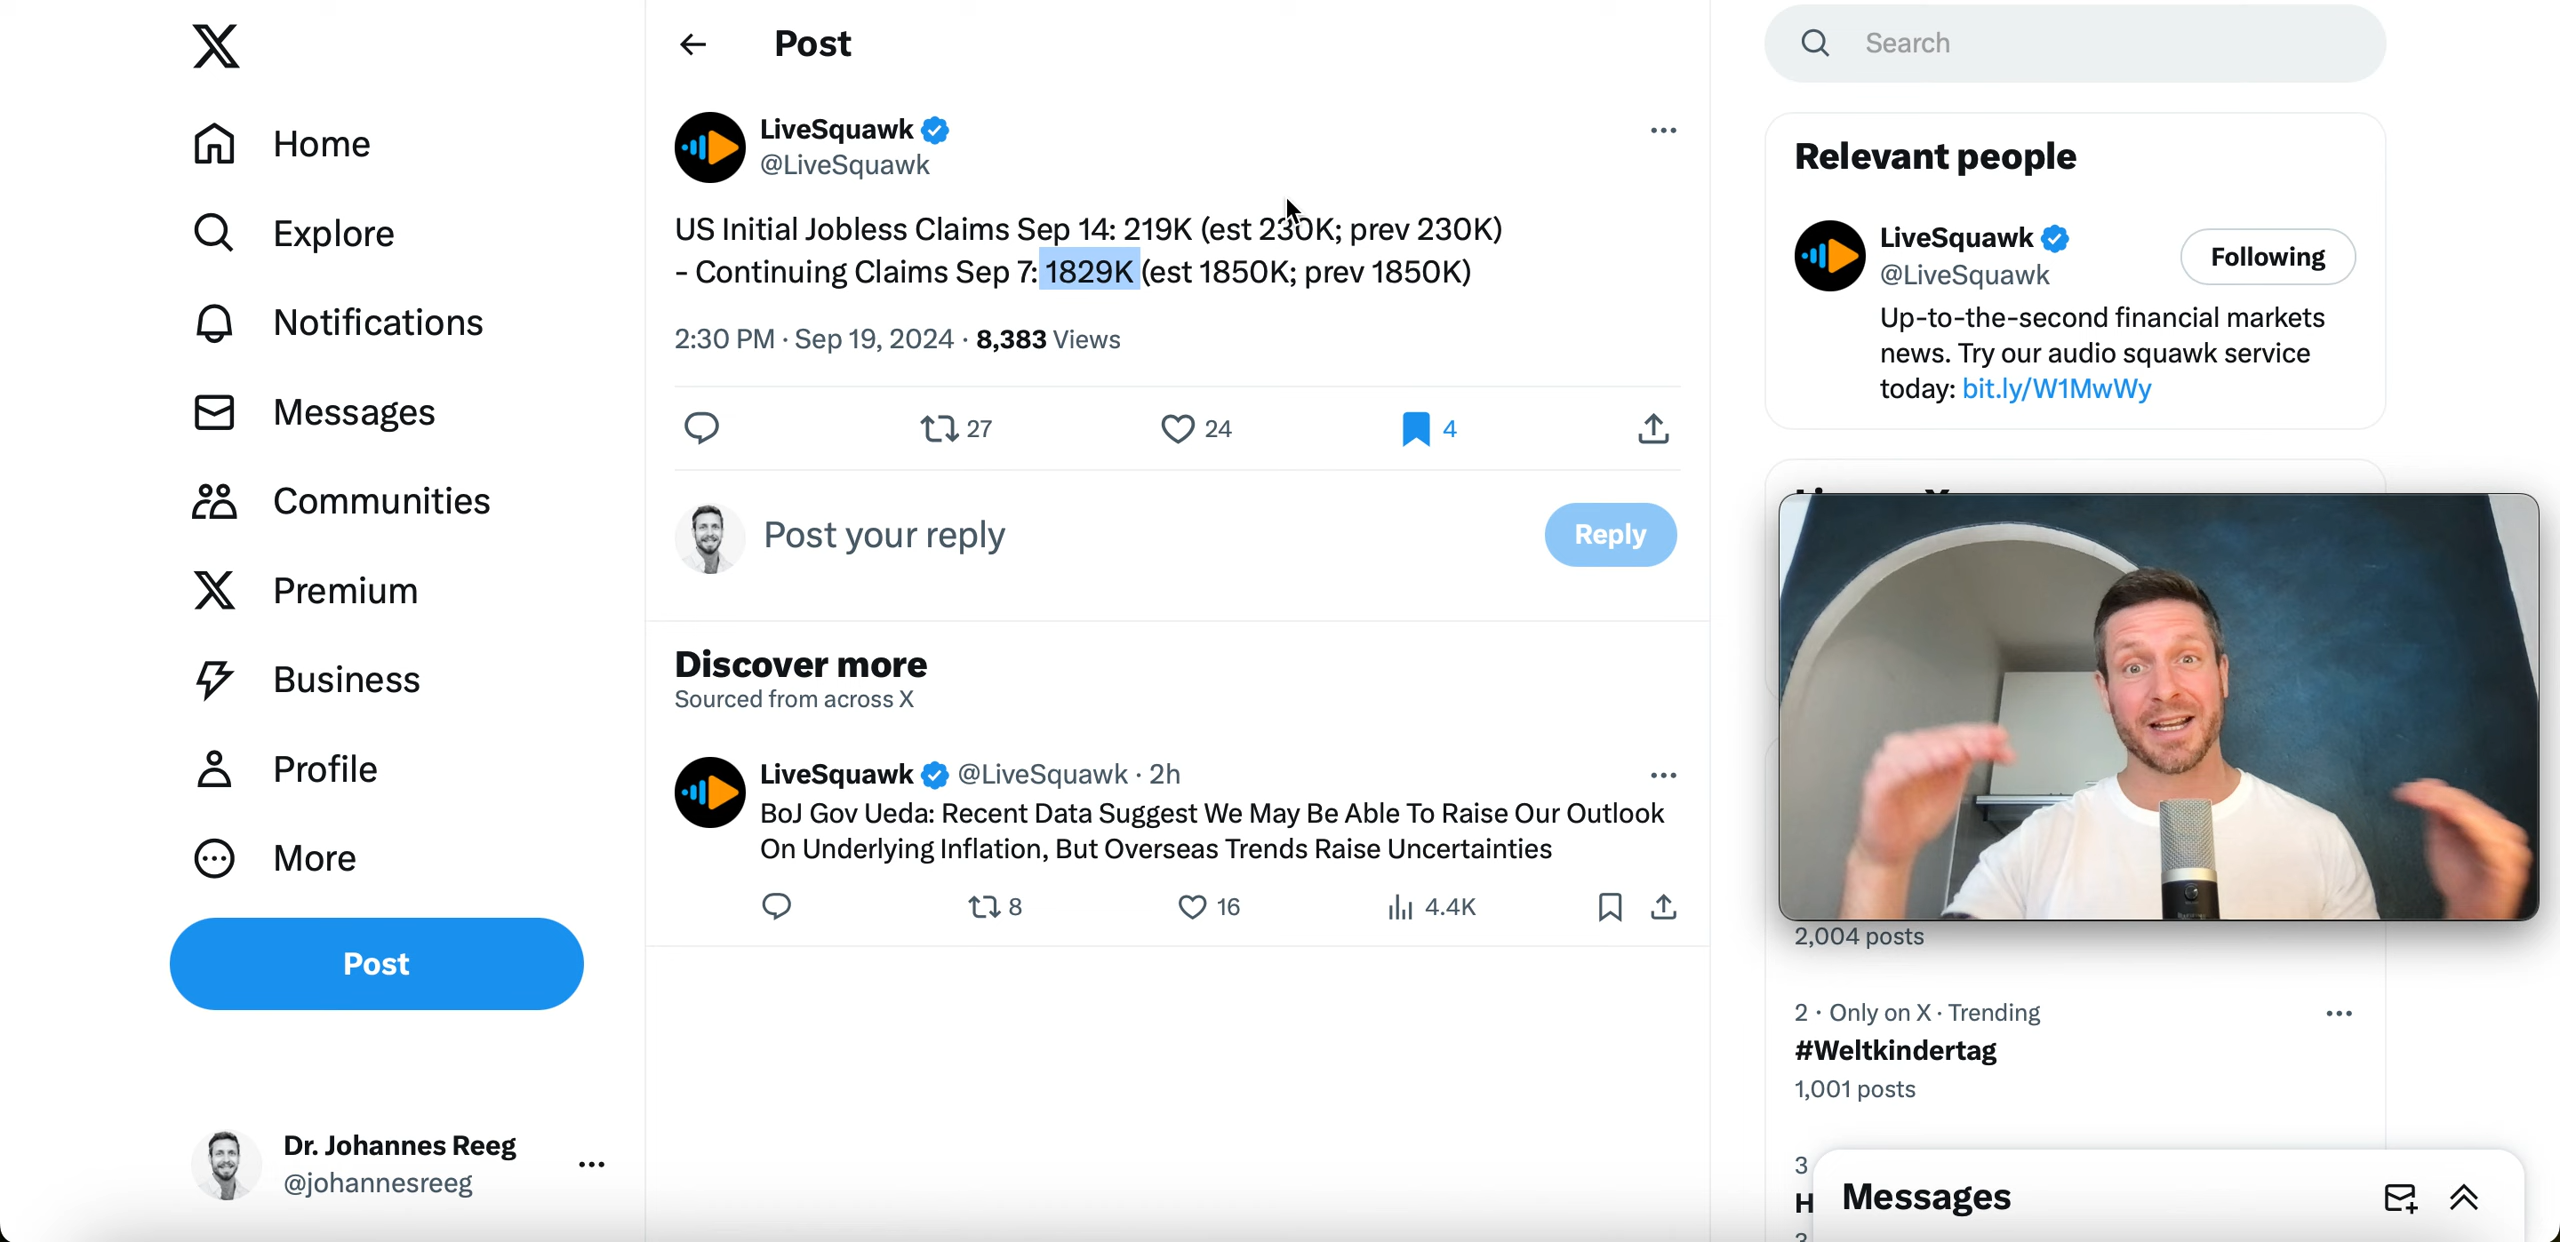 Home
Explore
Notifications
Messages
Communities
Premium
Business
Profile
More
Post
Dr. Johannes Reeg
@johannesreeg
Post
LiveSquawk
@LiveSquawk
US Initial Jobless Claims Sep 14: 219K (est 230K; prev 230K)
- Continuing Claims Sep 7: 1829K (est 1850K; prev 1850K)
2:30 PM · Sep 19, 2024 · 8,383 Views
27 24 4
Post your reply
Reply
Discover more
Sourced from across X
LiveSquawk @LiveSquawk · 2h
BoJ Gov Ueda: Recent Data Suggest We May Be Able To Raise Our Outlook
On Underlying Inflation, But Overseas Trends Raise Uncertainties
8 16 4.4K
Search
Relevant people
LiveSquawk
@LiveSquawk
Following
Up-to-the-second financial markets
news. Try our audio squawk service
today: bit.ly/W1MwWy
2,004 posts
2 · Only on X · Trending
#Weltkindertag
1,001 posts
3
H
Messages